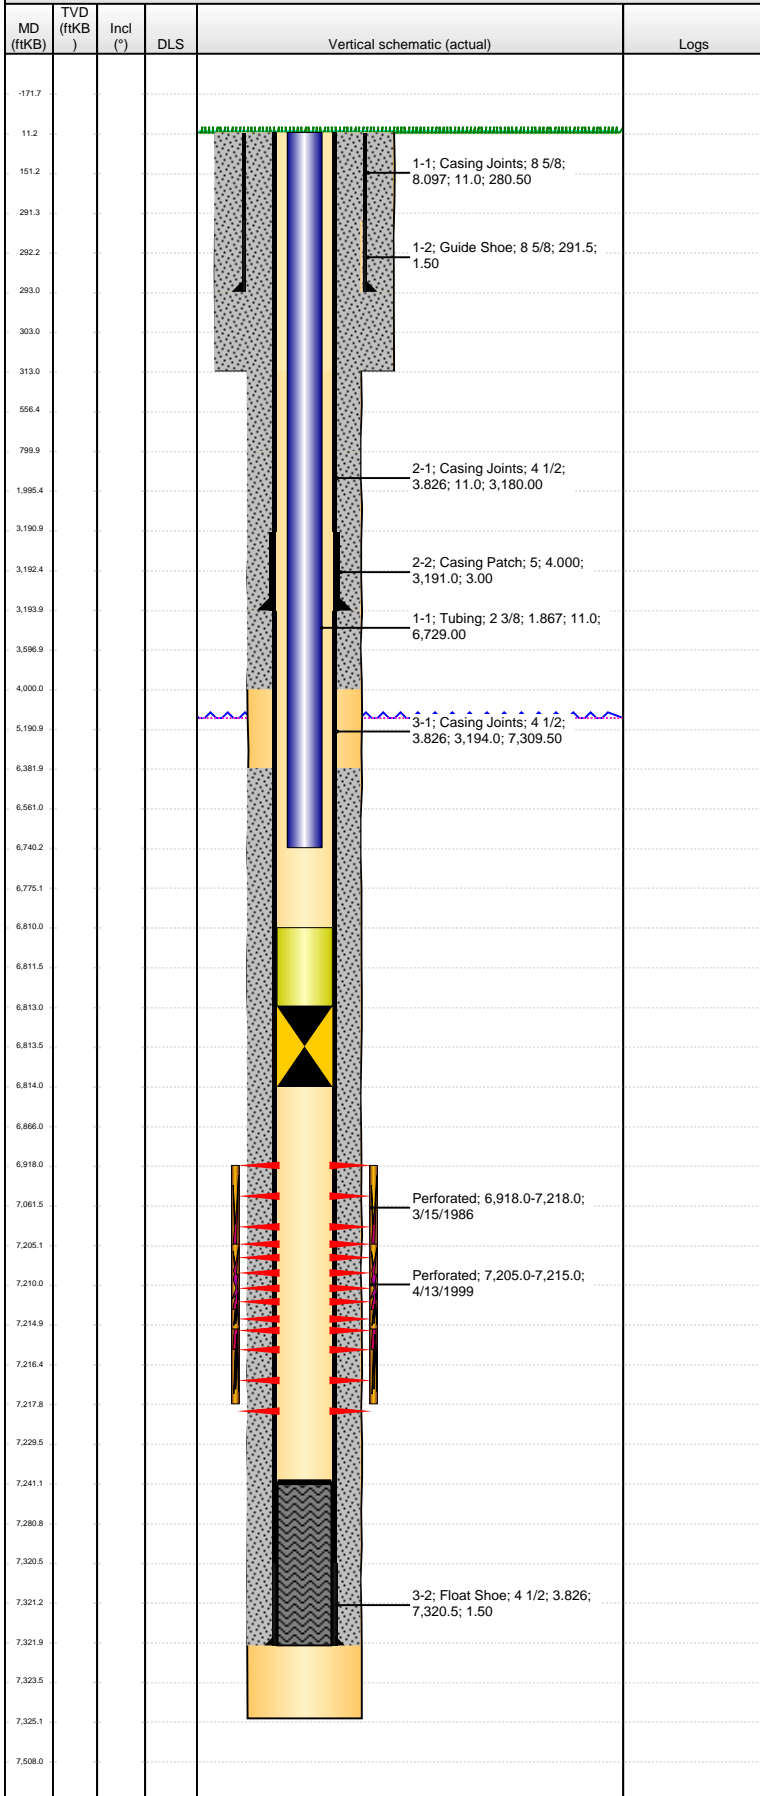 MD
(ftKB)
TVD
(ftKB
)
Incl
(°)
DLS
Vertical schematic (actual)
Logs
-171.7
11.2
151.2
291.3
292.2
293.0
303.0
313.0
556.4
799.9
1,995.4
3,190.9
3,192.4
3,193.9
3,596.9
4,000.0
5,190.9
6,381.9
6,561.0
6,740.2
6,775.1
6,810.0
6,811.5
6,813.0
6,813.5
6,814.0
6,866.0
6,918.0
7,061.5
7,205.1
7,210.0
7,214.9
7,216.4
7,217.8
7,229.5
7,241.1
7,280.8
7,320.5
7,321.2
7,321.9
7,323.5
7,325.1
7,508.0
1-1; Casing Joints; 8 5/8;
8.097; 11.0; 280.50
1-2; Guide Shoe; 8 5/8; 291.5;
1.50
2-1; Casing Joints; 4 1/2;
3.826; 11.0; 3,180.00
2-2; Casing Patch; 5; 4.000;
3,191.0; 3.00
1-1; Tubing; 2 3/8; 1.867; 11.0;
6,729.00
3-1; Casing Joints; 4 1/2;
3.826; 3,194.0; 7,309.50
Perforated; 6,918.0-7,218.0;
3/15/1986
Perforated; 7,205.0-7,215.0;
4/13/1999
3-2; Float Shoe; 4 1/2; 3.826;
7,320.5; 1.50